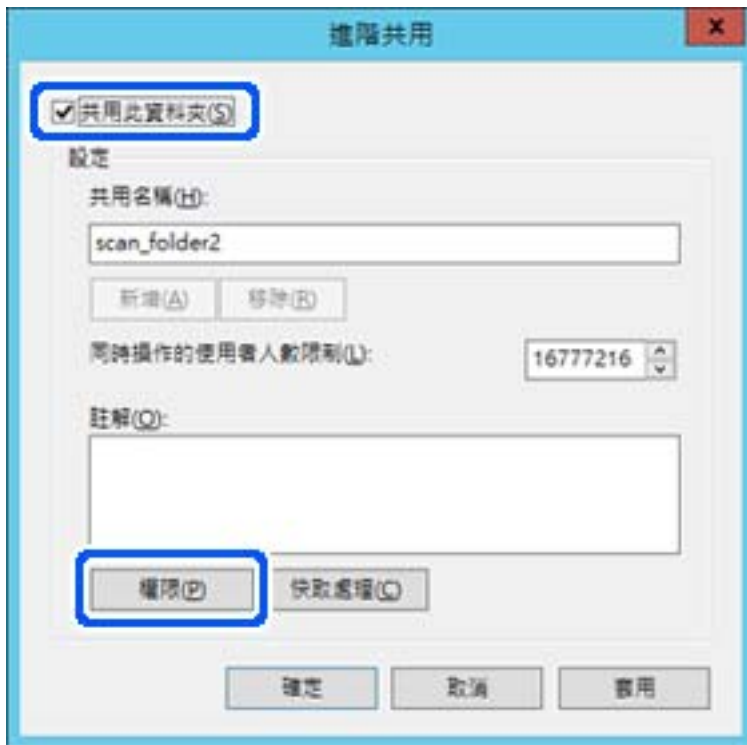 進階共用
共用此資料夾(S)
設定
共用名稱(H):
scan_folder2
新增(A) 移除(R)
同時操作的使用者人數限制(L): 16777216
註解(O):
權限(P) 快取處理(C)
確定 取消 套用